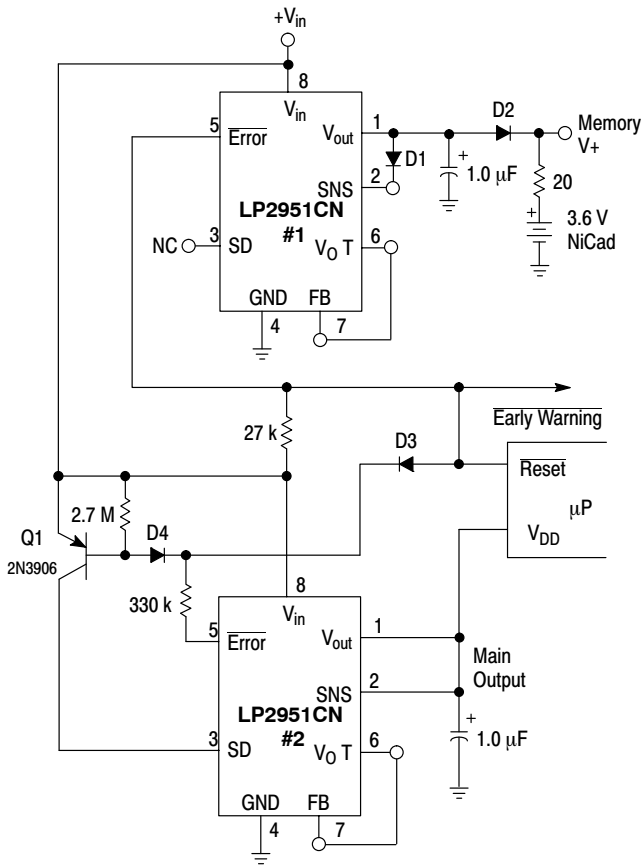 +Vin
8
Vin
5
Error
Vout
1
D2
Memory
V+
D1
2
SNS
+
1.0 μF
20
LP2951CN
#1
+
3.6 V
NiCad
NC
3
SD
VO T
6
GND
FB
4
7
27 k
Early Warning
D3
Reset
μP
VDD
2.7 M
D4
Q1
2N3906
330 k
8
Vin
5
Error
Vout
1
Main
Output
SNS
2
LP2951CN
#2
+
1.0 μF
3
SD
VO T
6
GND
FB
4
7